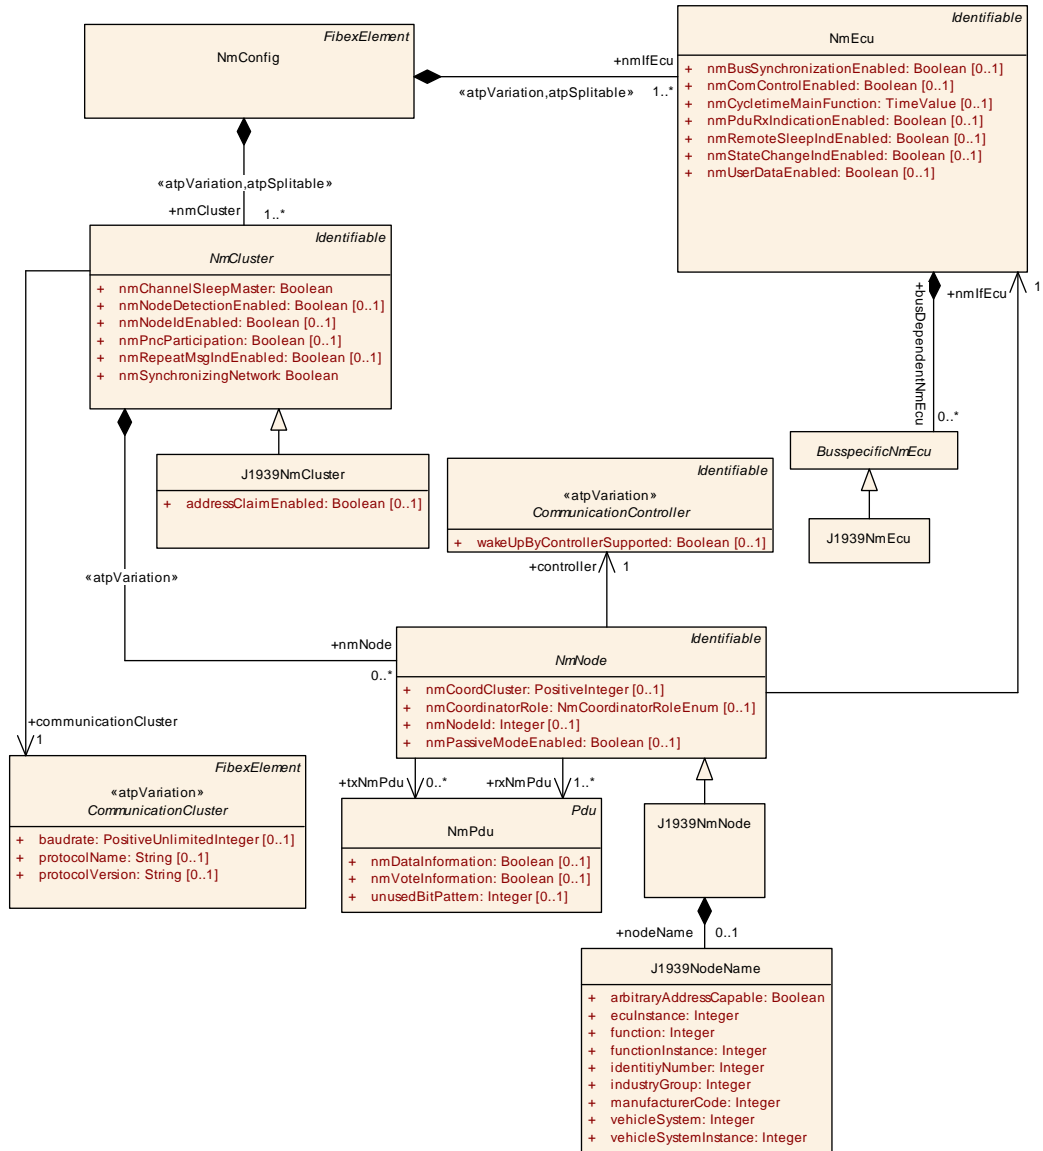 FibexElement
NmConfig
Identifiable
NmEcu
+ nmBusSynchronizationEnabled: Boolean [0..1]
+ nmComControlEnabled: Boolean [0..1]
+ nmCycletimeMainFunction: TimeValue [0..1]
+ nmPduRxIndicationEnabled: Boolean [0..1]
+ nmRemoteSleepIndEnabled: Boolean [0..1]
+ nmStateChangeIndEnabled: Boolean [0..1]
+ nmUserDataEnabled: Boolean [0..1]
+nmIfEcu
«atpVariation,atpSplitable»
1..*
«atpVariation,atpSplitable»
+nmCluster
1..*
Identifiable
NmCluster
+ nmChannelSleepMaster: Boolean
+ nmNodeDetectionEnabled: Boolean [0..1]
+ nmNodeIdEnabled: Boolean [0..1]
+ nmPncParticipation: Boolean [0..1]
+ nmRepeatMsgIndEnabled: Boolean [0..1]
+ nmSynchronizingNetwork: Boolean
+busDependentNmEcu
+nmIfEcu
1
0..*
BusspecificNmEcu
J1939NmEcu
J1939NmCluster
+ addressClaimEnabled: Boolean [0..1]
Identifiable
«atpVariation»
CommunicationController
+ wakeUpByControllerSupported: Boolean [0..1]
+controller
1
«atpVariation»
+nmNode
0..*
Identifiable
NmNode
+ nmCoordCluster: PositiveInteger [0..1]
+ nmCoordinatorRole: NmCoordinatorRoleEnum [0..1]
+ nmNodeId: Integer [0..1]
+ nmPassiveModeEnabled: Boolean [0..1]
+communicationCluster
1
FibexElement
«atpVariation»
CommunicationCluster
+ baudrate: PositiveUnlimitedInteger [0..1]
+ protocolName: String [0..1]
+ protocolVersion: String [0..1]
+txNmPdu
0..*
+rxNmPdu
1..*
Pdu
NmPdu
+ nmDataInformation: Boolean [0..1]
+ nmVoteInformation: Boolean [0..1]
+ unusedBitPattern: Integer [0..1]
J1939NmNode
+nodeName
0..1
J1939NodeName
+ arbitraryAddressCapable: Boolean
+ ecuInstance: Integer
+ function: Integer
+ functionInstance: Integer
+ identitiyNumber: Integer
+ industryGroup: Integer
+ manufacturerCode: Integer
+ vehicleSystem: Integer
+ vehicleSystemInstance: Integer